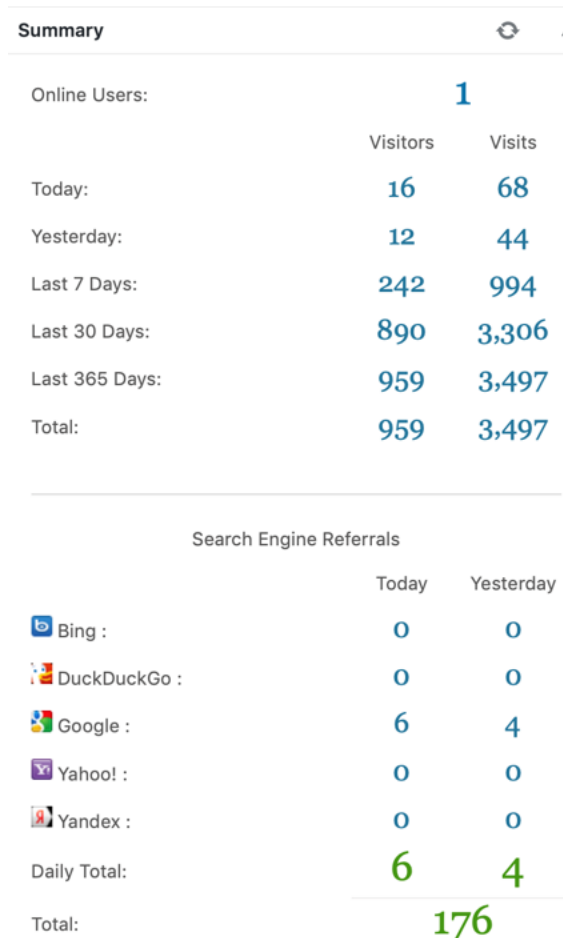 Summary
Online Users: 1
Visitors Visits
Today: 16 68
Yesterday: 12 44
Last 7 Days: 242 994
Last 30 Days: 890 3,306
Last 365 Days: 959 3,497
Total: 959 3,497
Search Engine Referrals
Today Yesterday
Bing : 0 0
DuckDuckGo : 0 0
Google : 6 4
Yahoo! : 0 0
Yandex : 0 0
Daily Total: 6 4
Total: 176